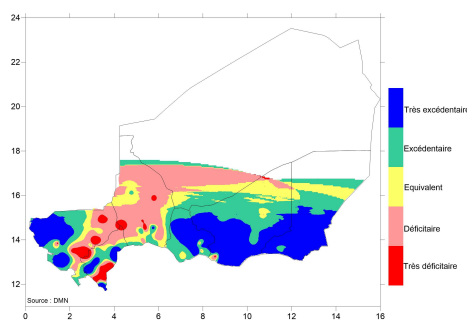 24
22
20
18
16
14
12
Très excédentaire
Excédentaire
Equivalent
Déficitaire
Très déficitaire
Source : DMN
0 2 4 6 8 10 12 14 16